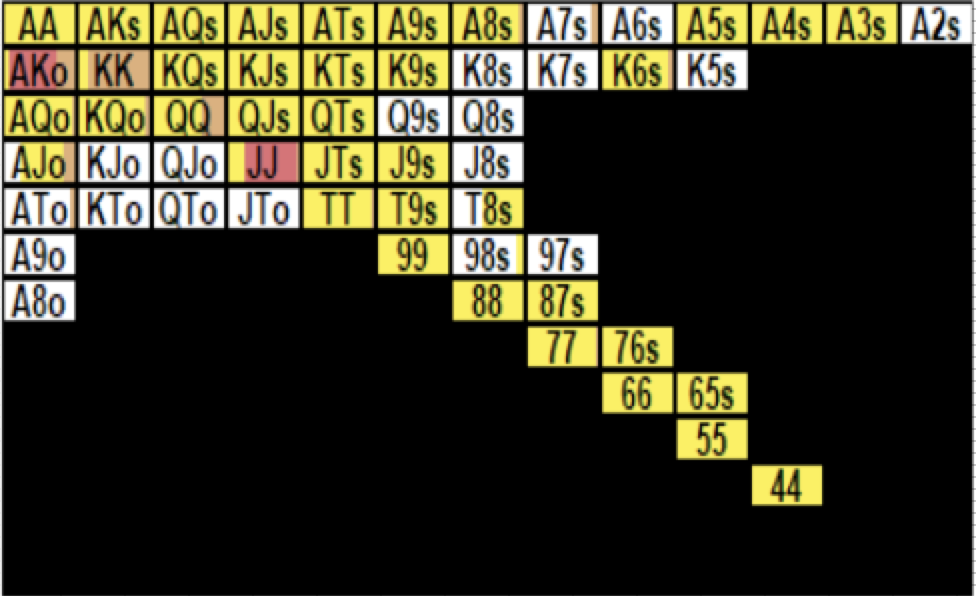 AA AKs AQs AJs ATs A9s A8s A7s A6s A5s A4s A3s A2s
AKo KK KQs KJs KTs K9s K8s K7s K6s K5s
AQo KQo QQ QJs QTs Q9s Q8s
AJo KJo QJo JJ JTs J9s J8s
ATo KTo QTo JTo TT T9s T8s
A9o 99 98s 97s
A8o 88 87s
77 76s
66 65s
55
44